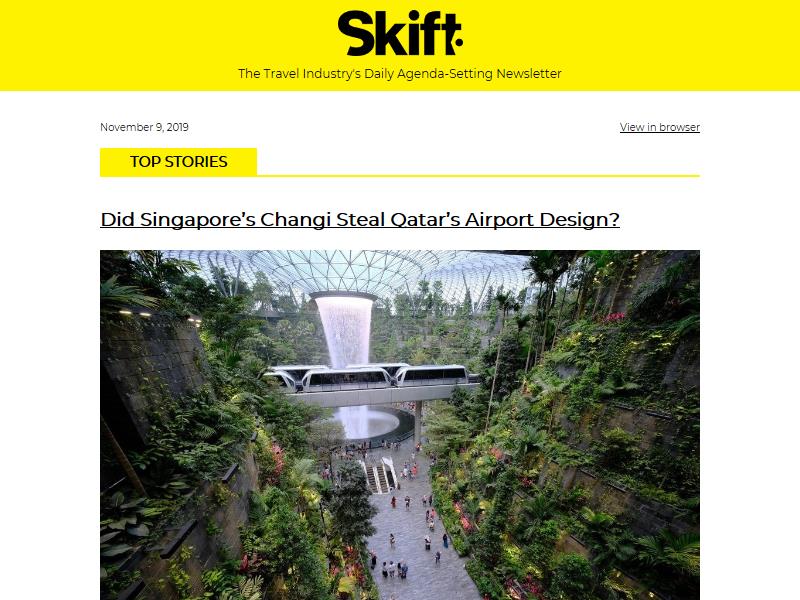 Skift.
The Travel Industry's Daily Agenda-Setting Newsletter
November 9, 2019
View in browser
TOP STORIES
Did Singapore's Changi Steal Qatar's Airport Design?